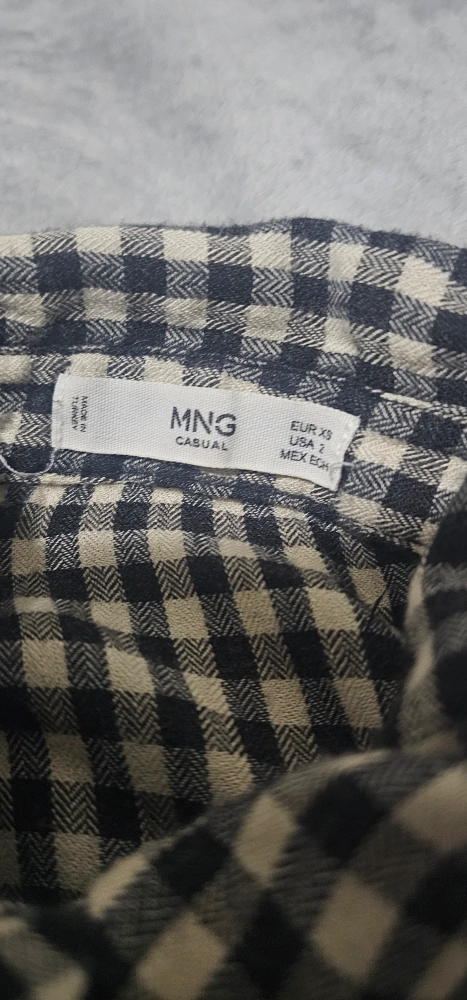 MADE IN
TURKEY
MNG
CASUAL
EUR XS
USA 2
MEX ECH